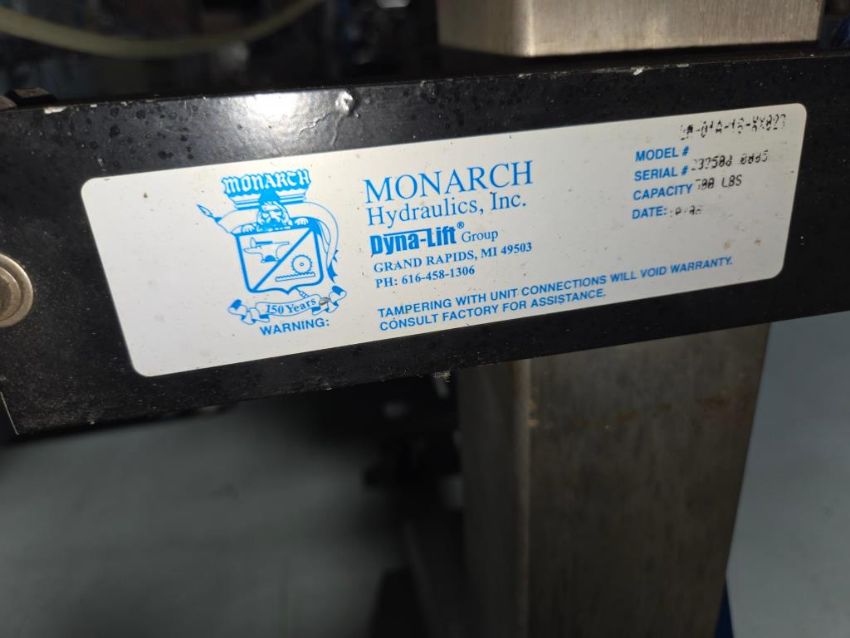 MONARCH
150 Years
WARNING:
MONARCH
Hydraulics, Inc.
Dyna-Lift® Group
GRAND RAPIDS, MI 49503
PH: 616-458-1306
TAMPERING WITH UNIT CONNECTIONS WILL VOID WARRANTY.
CONSULT FACTORY FOR ASSISTANCE.
MODEL #
SERIAL #
CAPACITY LBS
DATE: